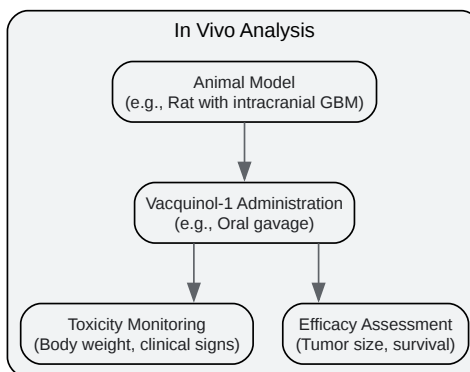 In Vivo Analysis
Animal Model
(e.g., Rat with intracranial GBM)
Vacquinol-1 Administration
(e.g., Oral gavage)
Toxicity Monitoring
(Body weight, clinical signs)
Efficacy Assessment
(Tumor size, survival)